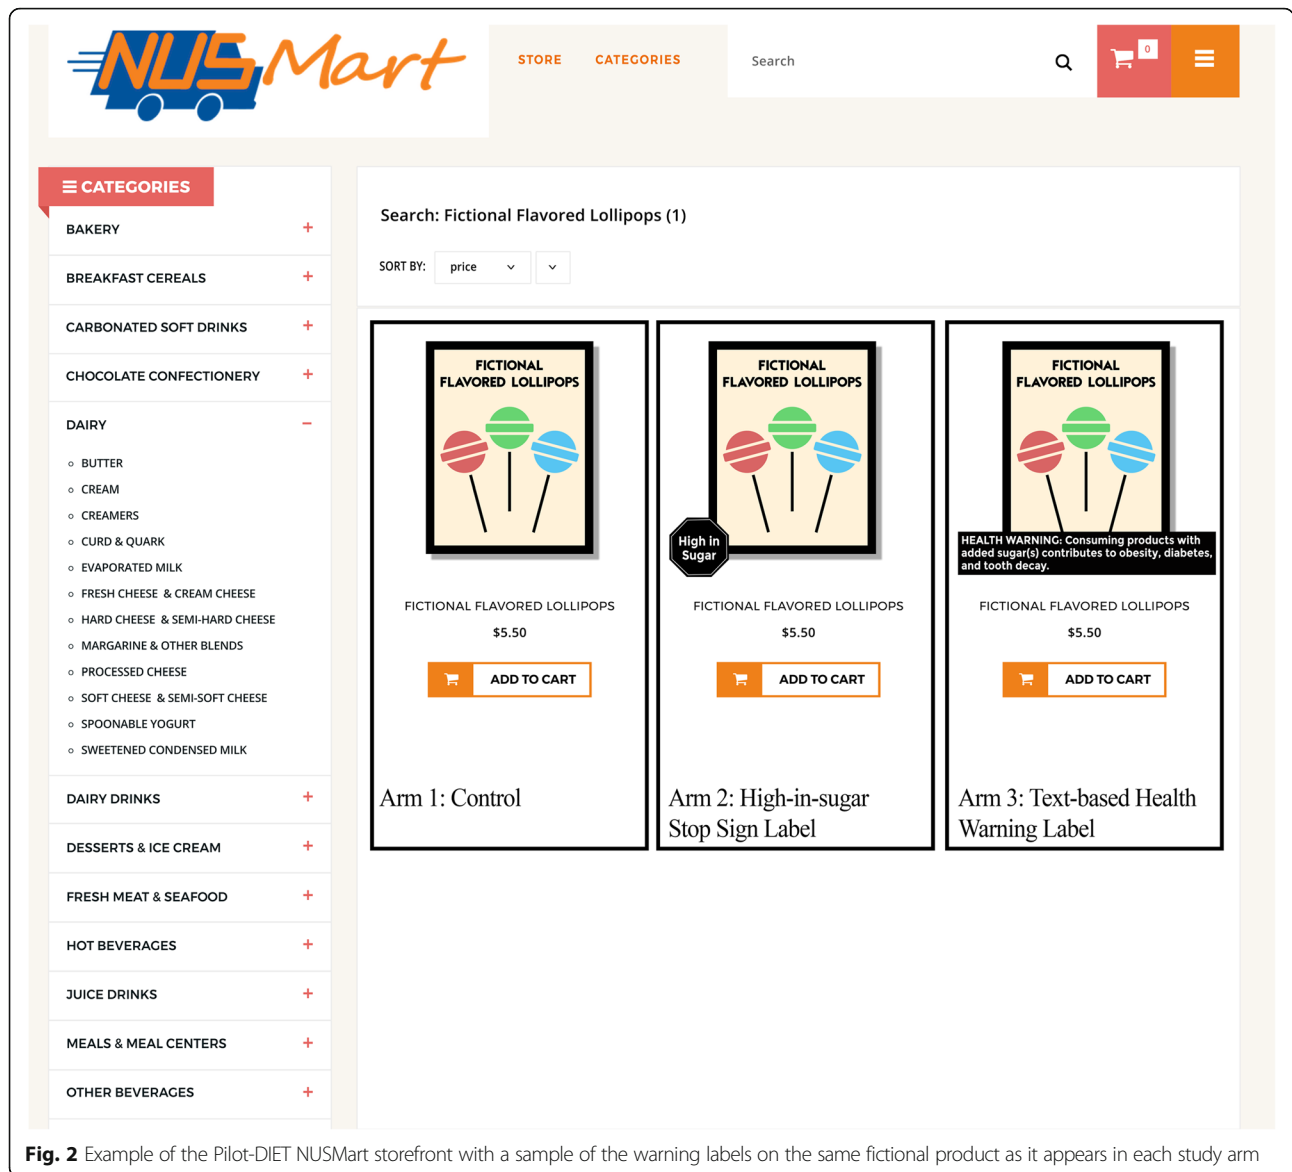 NUS Mart
STORE CATEGORIES
Search
0
CATEGORIES
BAKERY
BREAKFAST CEREALS
CARBONATED SOFT DRINKS
CHOCOLATE CONFECTIONERY
DAIRY
BUTTER
CREAM
CREAMERS
CURD & QUARK
EVAPORATED MILK
FRESH CHEESE & CREAM CHEESE
HARD CHEESE & SEMI-HARD CHEESE
MARGARINE & OTHER BLENDS
PROCESSED CHEESE
SOFT CHEESE & SEMI-SOFT CHEESE
SPOONABLE YOGURT
SWEETENED CONDENSED MILK
DAIRY DRINKS
DESSERTS & ICE CREAM
FRESH MEAT & SEAFOOD
HOT BEVERAGES
JUICE DRINKS
MEALS & MEAL CENTERS
OTHER BEVERAGES
Search: Fictional Flavored Lollipops (1)
SORT BY: price
FICTIONAL
FLAVORED LOLLIPOPS
FICTIONAL FLAVORED LOLLIPOPS
$5.50
ADD TO CART
Arm 1: Control
FICTIONAL
FLAVORED LOLLIPOPS
High in
Sugar
FICTIONAL FLAVORED LOLLIPOPS
$5.50
ADD TO CART
Arm 2: High-in-sugar
Stop Sign Label
FICTIONAL
FLAVORED LOLLIPOPS
HEALTH WARNING: Consuming products with
added sugar(s) contributes to obesity, diabetes,
and tooth decay.
FICTIONAL FLAVORED LOLLIPOPS
$5.50
ADD TO CART
Arm 3: Text-based Health
Warning Label
Fig. 2 Example of the Pilot-DIET NUSMart storefront with a sample of the warning labels on the same fictional product as it appears in each study arm